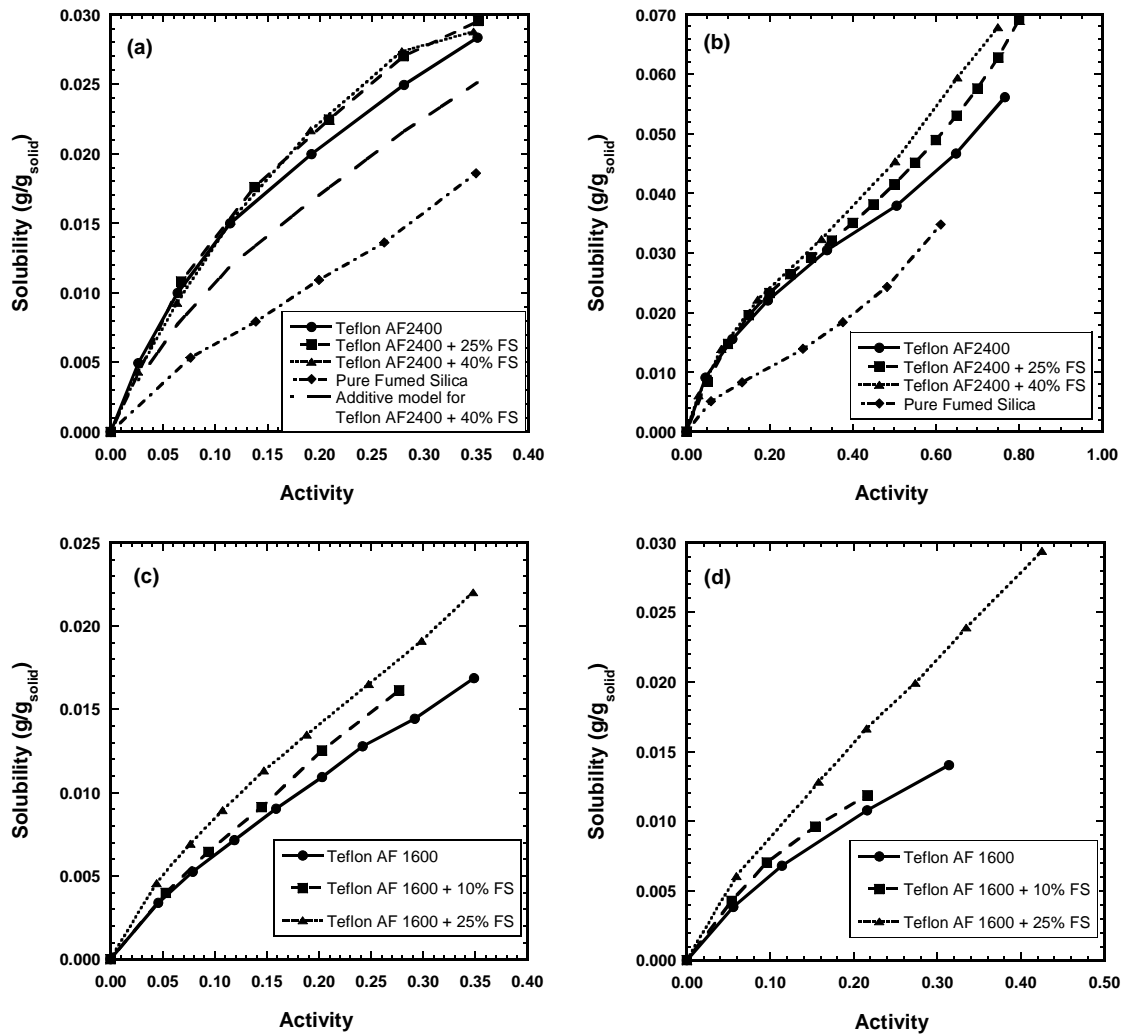 (a)
Solubility (g/g_solid)
0.030
0.025
0.020
0.015
0.010
0.005
0.000
0.00 0.05 0.10 0.15 0.20 0.25 0.30 0.35 0.40
Activity
Teflon AF2400
Teflon AF2400 + 25% FS
Teflon AF2400 + 40% FS
Pure Fumed Silica
Additive model for
Teflon AF2400 + 40% FS
(b)
Solubility (g/g_solid)
0.070
0.060
0.050
0.040
0.030
0.020
0.010
0.000
0.00 0.20 0.40 0.60 0.80 1.00
Activity
Teflon AF2400
Teflon AF2400 + 25% FS
Teflon AF2400 + 40% FS
Pure Fumed Silica
(c)
Solubility (g/g_solid)
0.025
0.020
0.015
0.010
0.005
0.000
0.00 0.05 0.10 0.15 0.20 0.25 0.30 0.35 0.40
Activity
Teflon AF 1600
Teflon AF 1600 + 10% FS
Teflon AF 1600 + 25% FS
(d)
Solubility (g/g_solid)
0.030
0.025
0.020
0.015
0.010
0.005
0.000
0.00 0.10 0.20 0.30 0.40 0.50
Activity
Teflon AF 1600
Teflon AF 1600 + 10% FS
Teflon AF 1600 + 25% FS